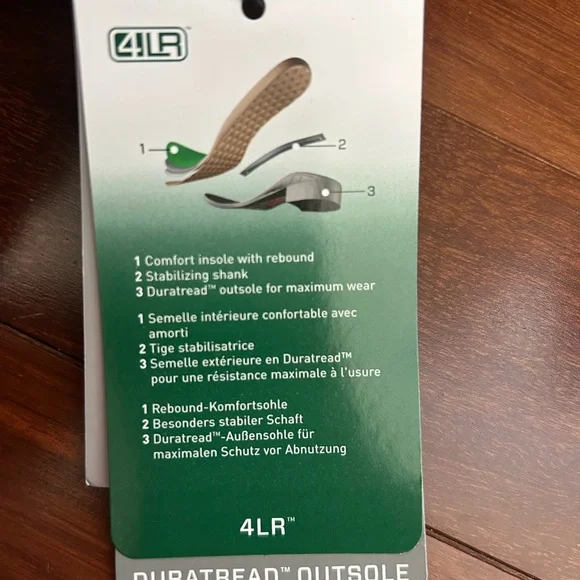 4LR™
1
2
3
1 Comfort insole with rebound
2 Stabilizing shank
3 Duratread™ outsole for maximum wear
1 Semelle intérieure confortable avec
amorti
2 Tige stabilisatrice
3 Semelle extérieure en Duratread™
pour une résistance maximale à l'usure
1 Rebound-Komfortsohle
2 Besonders stabiler Schaft
3 Duratread™-Außensohle für
maximalen Schutz vor Abnutzung
4LR™
DURATREAD™ OUTSOLE